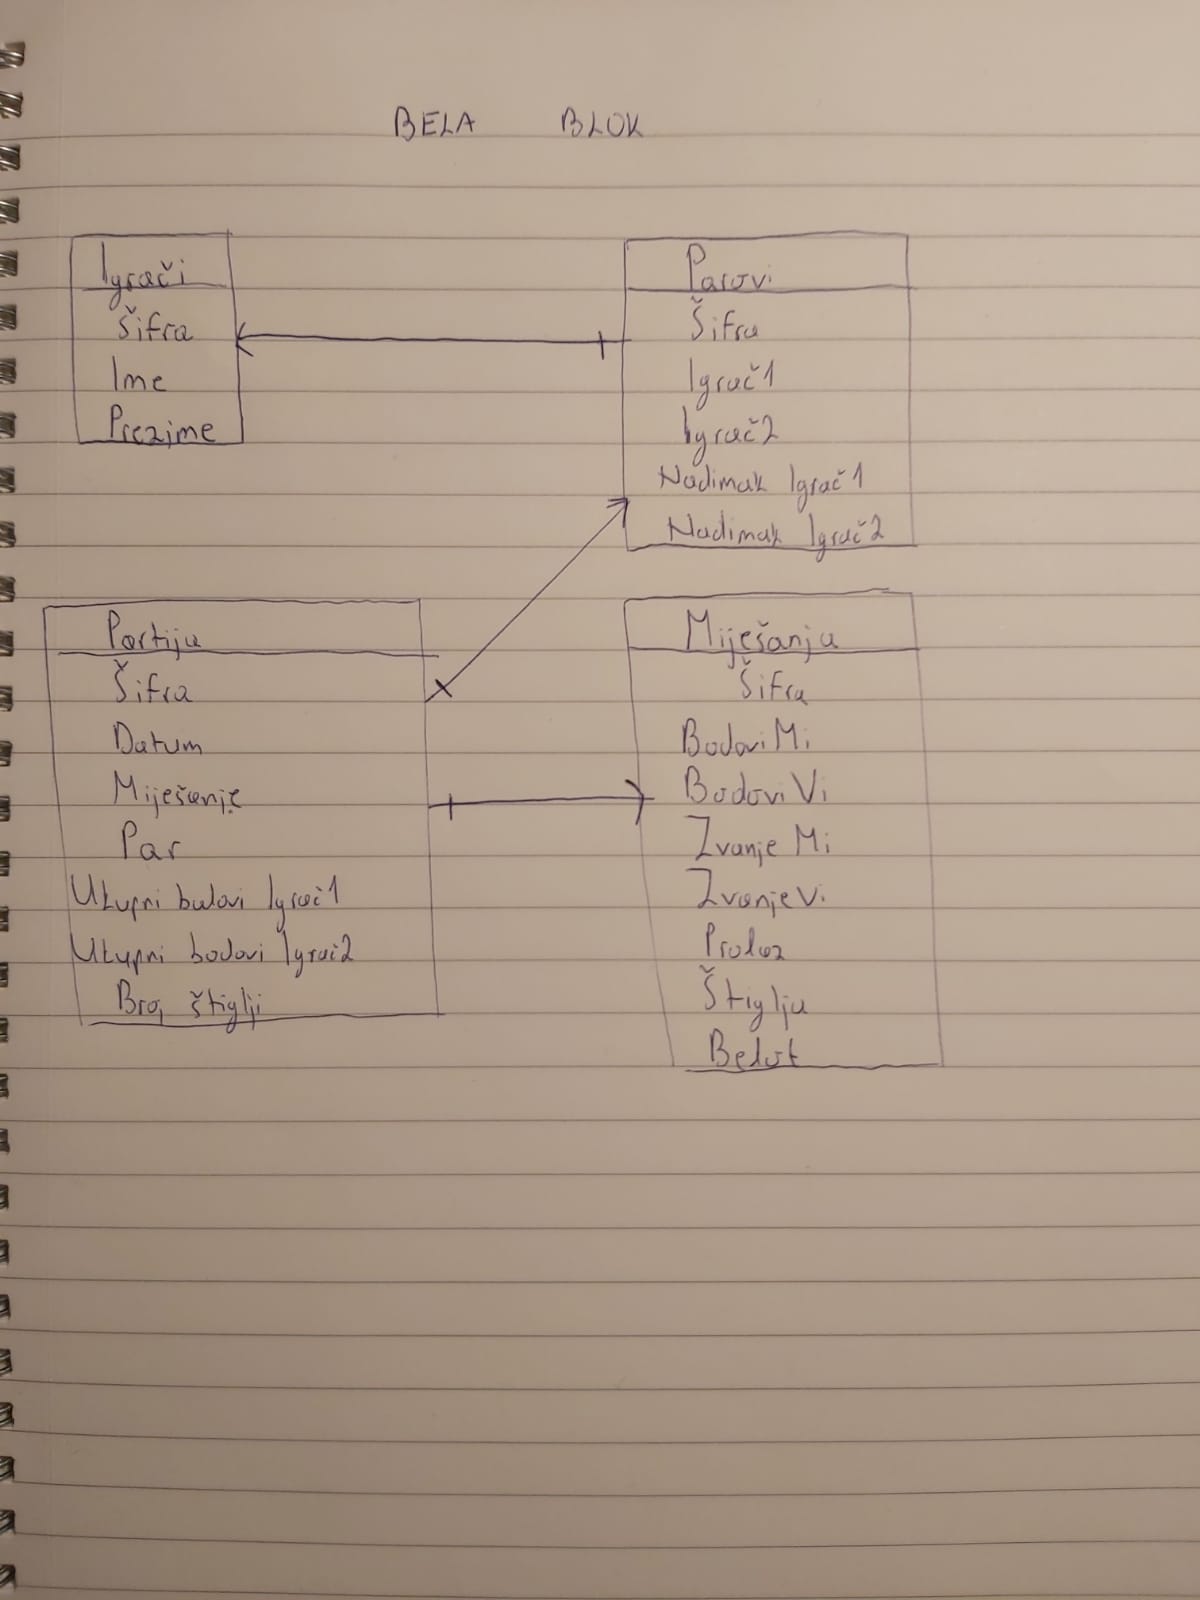 BELA BLOK
Igrači
Šifra
Ime
Prezime
Parovi
Šifra
Igrač1
Igrač2
Nadimak Igrač1
Nadimak Igrač2
Partija
Šifra
Datum
Miješanje
Par
Ukupni bodovi Igrač1
Ukupni bodovi Igrač2
Broj štiglji
Miješanja
Šifra
Bodovi Mi
Bodovi Vi
Zvanje Mi
Zvanje Vi
Prolaz
Štiglja
Belot